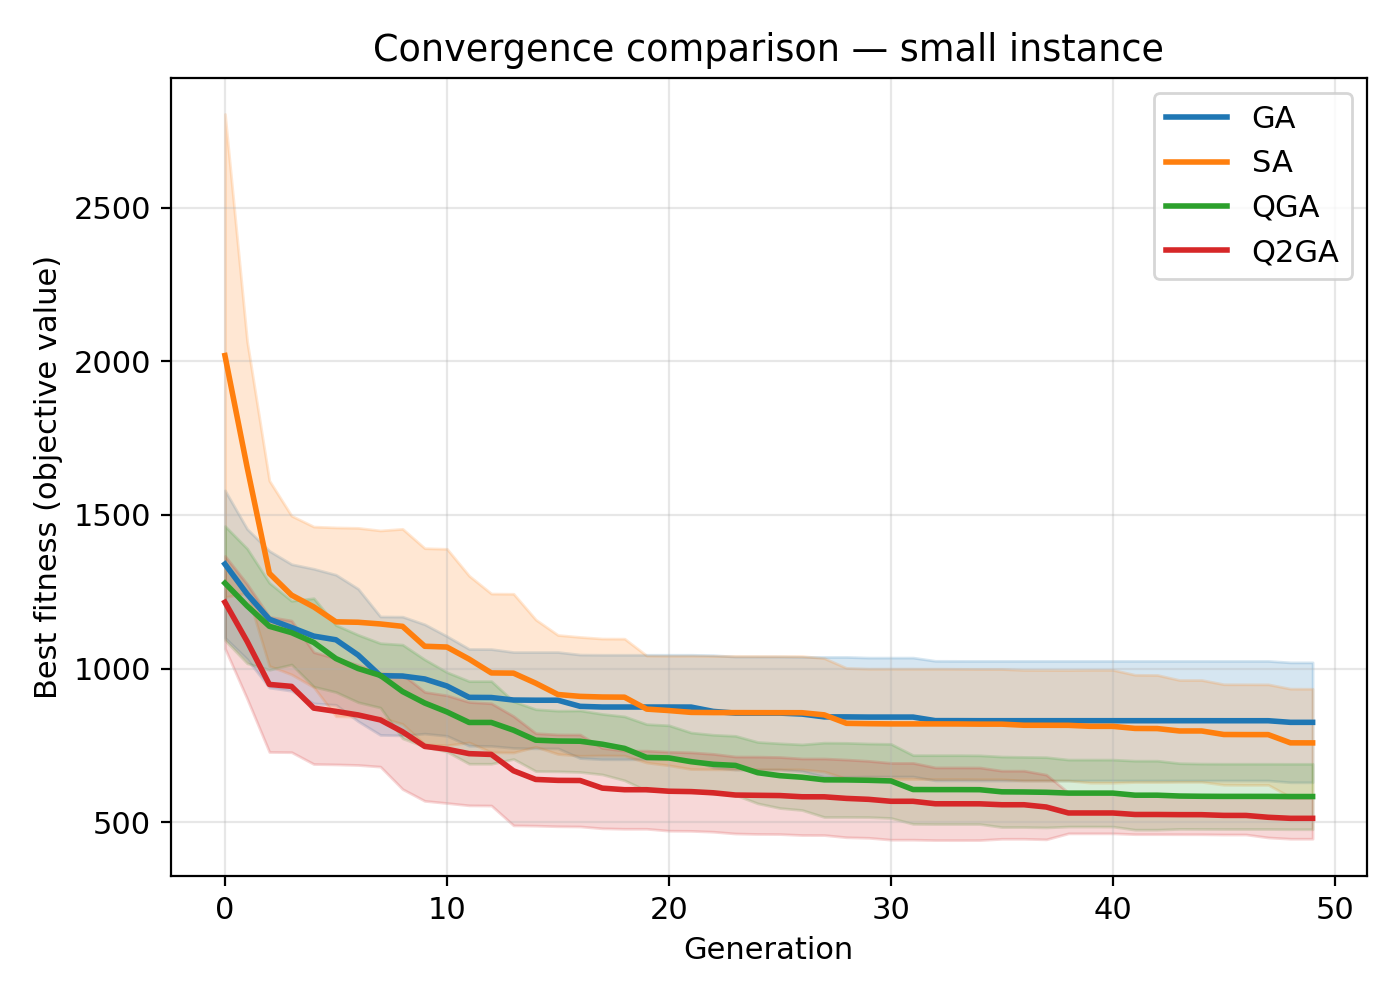 Convergence comparison — small instance
GA
SA
QGA
Q2GA
Best fitness (objective value)
2500
2000
1500
1000
500
0
10
20
30
40
50
Generation